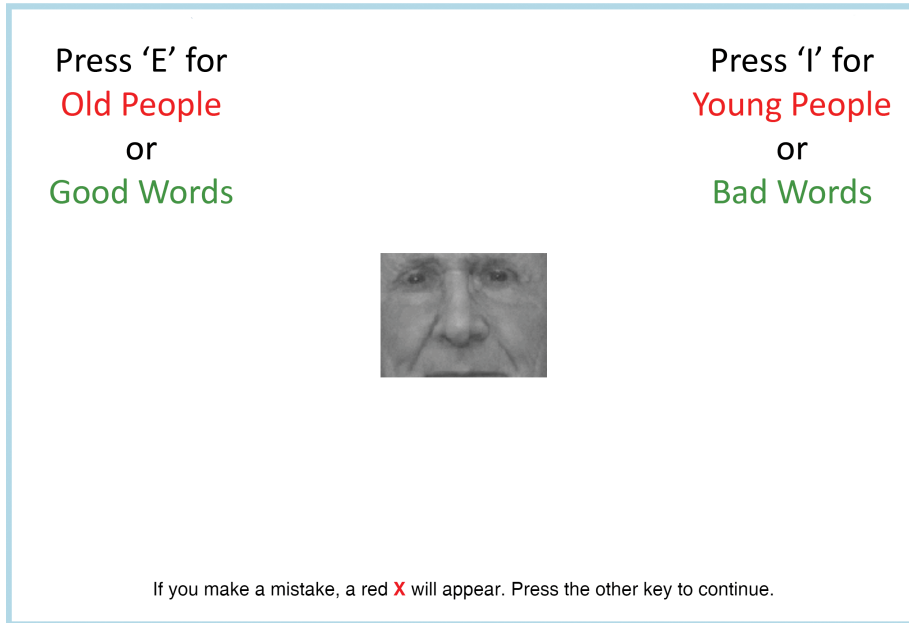 Press ‘E’ for
Old People
or
Good Words
Press ‘I’ for
Young People
or
Bad Words
If you make a mistake, a red X will appear. Press the other key to continue.